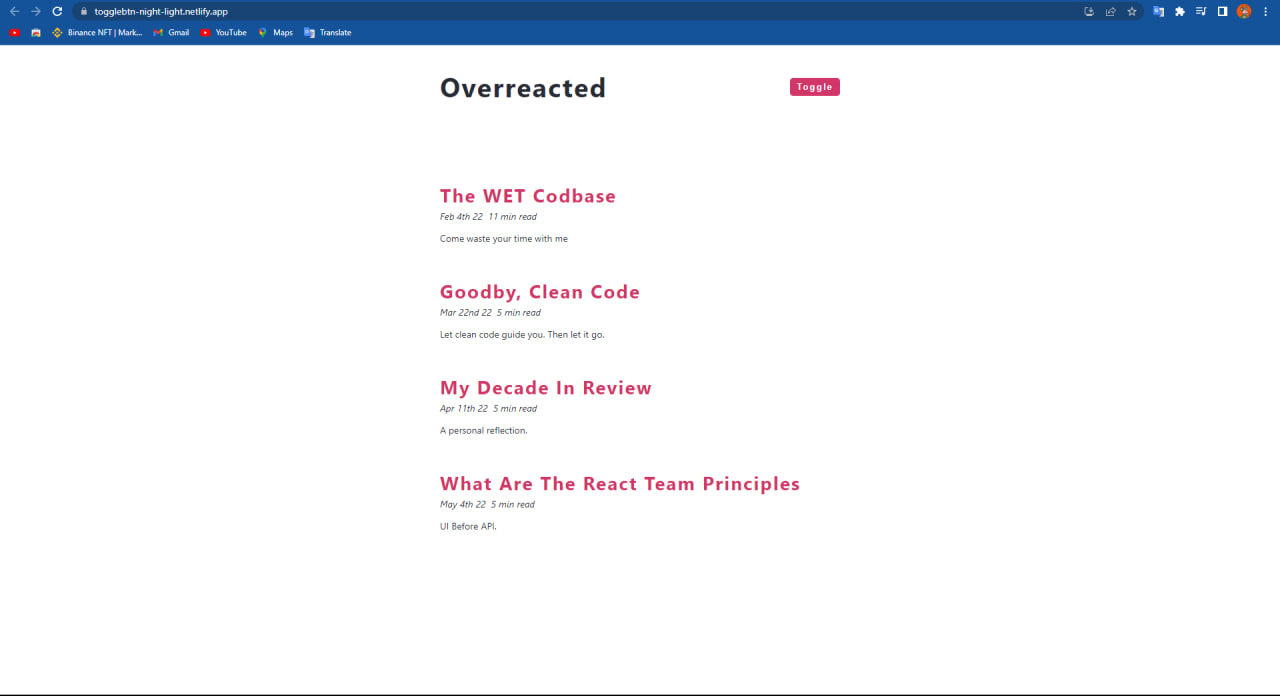 togglebtn-night-light.netlify.app
Binance NFT | Mark... Gmail YouTube Maps Translate
Overreacted Toggle
The WET Codbase
Feb 4th 22 11 min read
Come waste your time with me
Goodby, Clean Code
Mar 22nd 22 5 min read
Let clean code guide you. Then let it go.
My Decade In Review
Apr 11th 22 5 min read
A personal reflection.
What Are The React Team Principles
May 4th 22 5 min read
UI Before API.